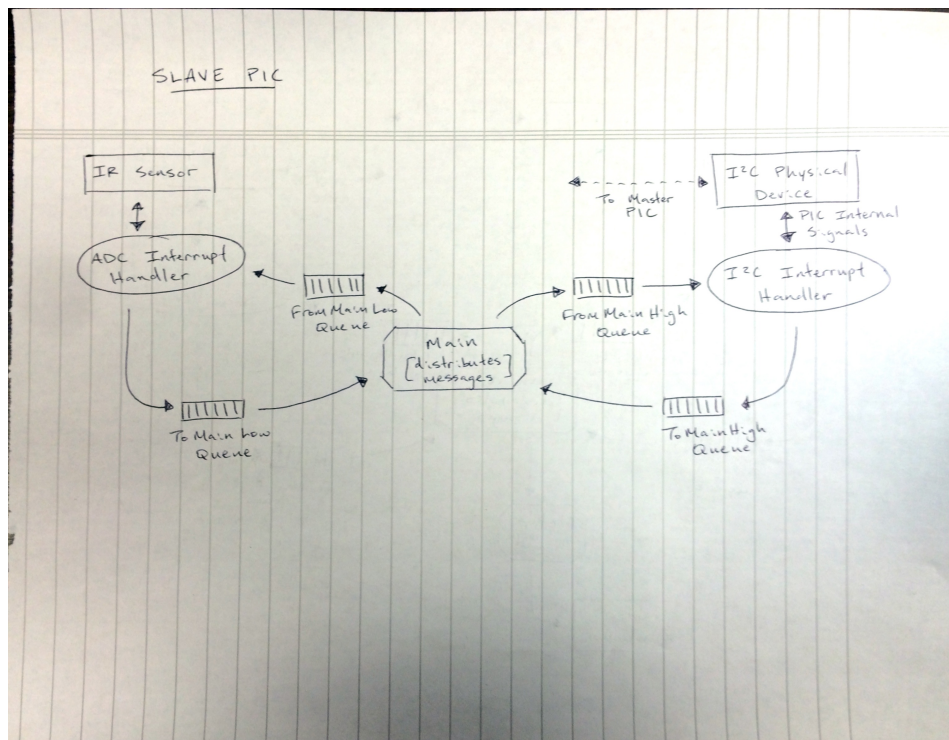 SLAVE PIC
IR Sensor
I²C Physical
Device
To Master
PIC
PIC Internal
Signals
ADC Interrupt
Handler
I²C Interrupt
Handler
From Main Low
Queue
From Main High
Queue
Main
[distributes
messages]
To Main Low
Queue
To Main High
Queue